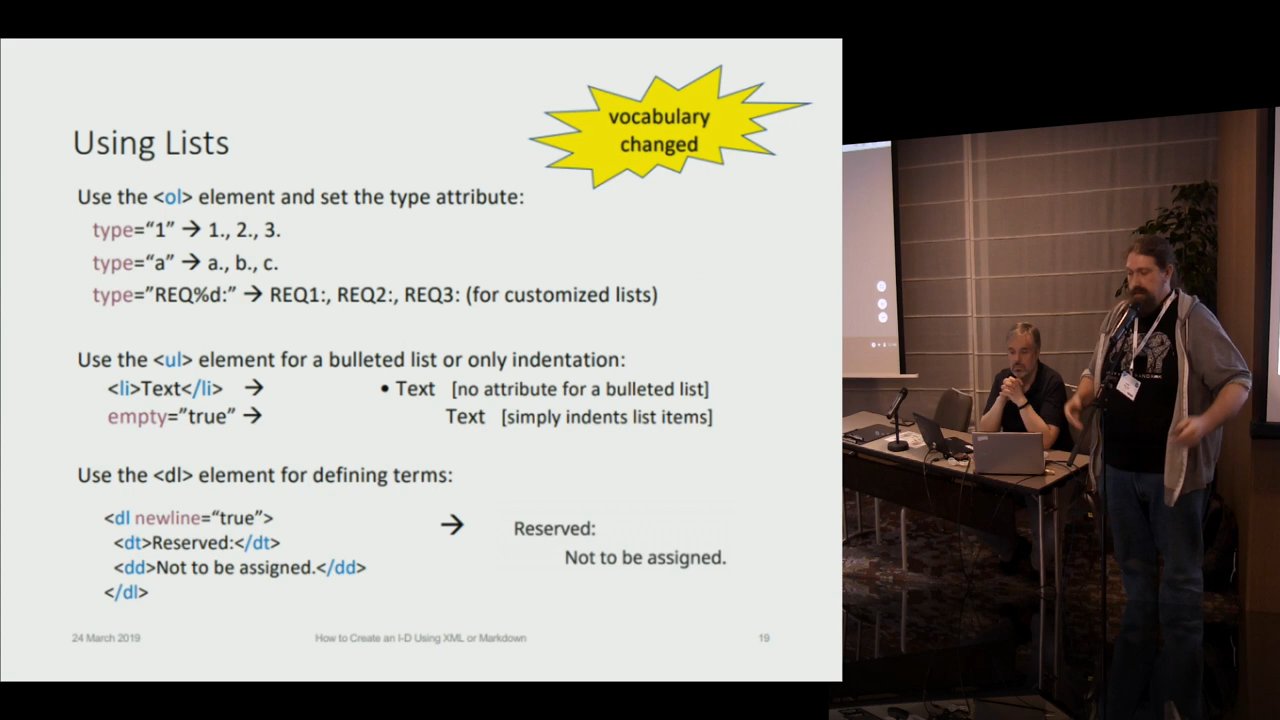 vocabulary
changed
Using Lists
Use the <ol> element and set the type attribute:
type=“1” → 1., 2., 3.
type=“a” → a., b., c.
type=”REQ%d:” → REQ1:, REQ2:, REQ3: (for customized lists)
Use the <ul> element for a bulleted list or only indentation:
<li>Text</li> → • Text [no attribute for a bulleted list]
empty=”true” → Text [simply indents list items]
Use the <dl> element for defining terms:
<dl newline=“true”> → Reserved:
<dt>Reserved:</dt>
Not to be assigned.
<dd>Not to be assigned.</dd>
</dl>
24 March 2019 How to Create an I-D Using XML or Markdown 19